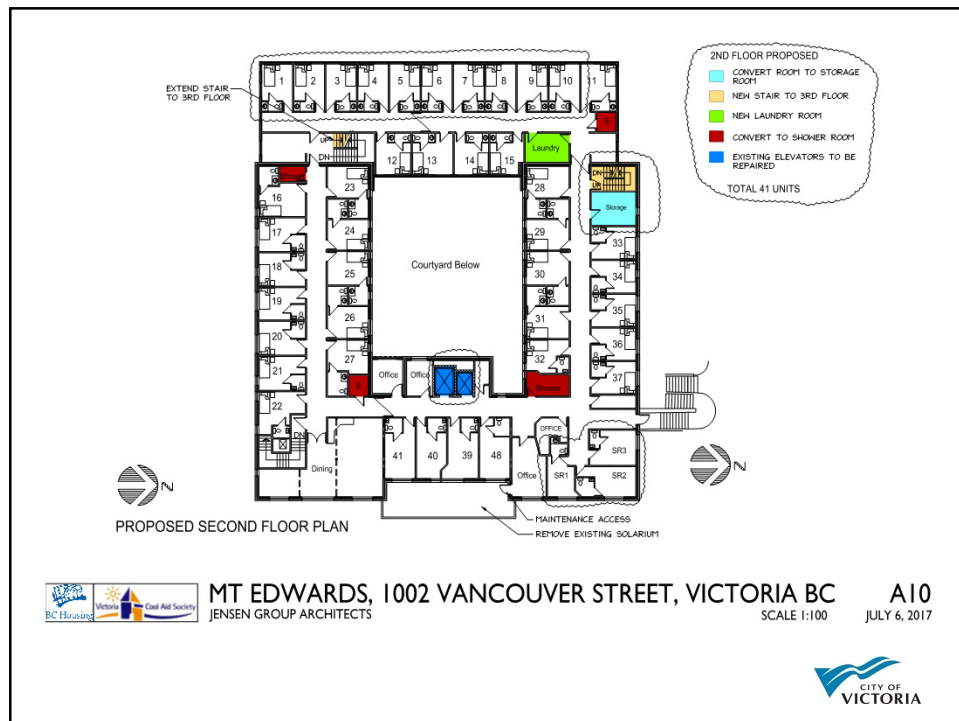 2ND FLOOR PROPOSED
CONVERT ROOM TO STORAGE
ROOM
NEW STAIR TO 3RD FLOOR
NEW LAUNDRY ROOM
CONVERT TO SHOWER ROOM
EXISTING ELEVATORS TO BE
REPAIRED
TOTAL 41 UNITS
EXTEND STAIR
TO 3RD FLOOR
1 2 3 4 5 6 7 8 9 10 11
S
UP
DN
12 13 14 15
Laundry
Shower
DN
UP
Storage
16
17
18
19
20
21
22
DN
23
24
25
26
27
S
Courtyard Below
28
29
30
31
32
Shower
33
34
35
36
37
Office
Office
Dining
41 40 39 48
Office
OFFICE
SR1
SR3
SR2
N
N
MAINTENANCE ACCESS
REMOVE EXISTING SOLARIUM
PROPOSED SECOND FLOOR PLAN
BC Housing
Victoria Cool Aid Society
MT EDWARDS, 1002 VANCOUVER STREET, VICTORIA BC A10
JENSEN GROUP ARCHITECTS SCALE 1:100 JULY 6, 2017
CITY OF
VICTORIA